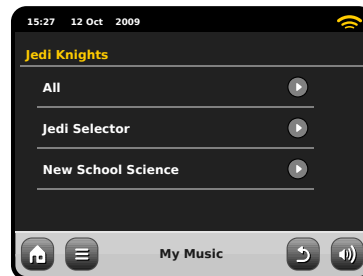 15:27 12 Oct 2009
Jedi Knights
All
Jedi Selector
New School Science
My Music